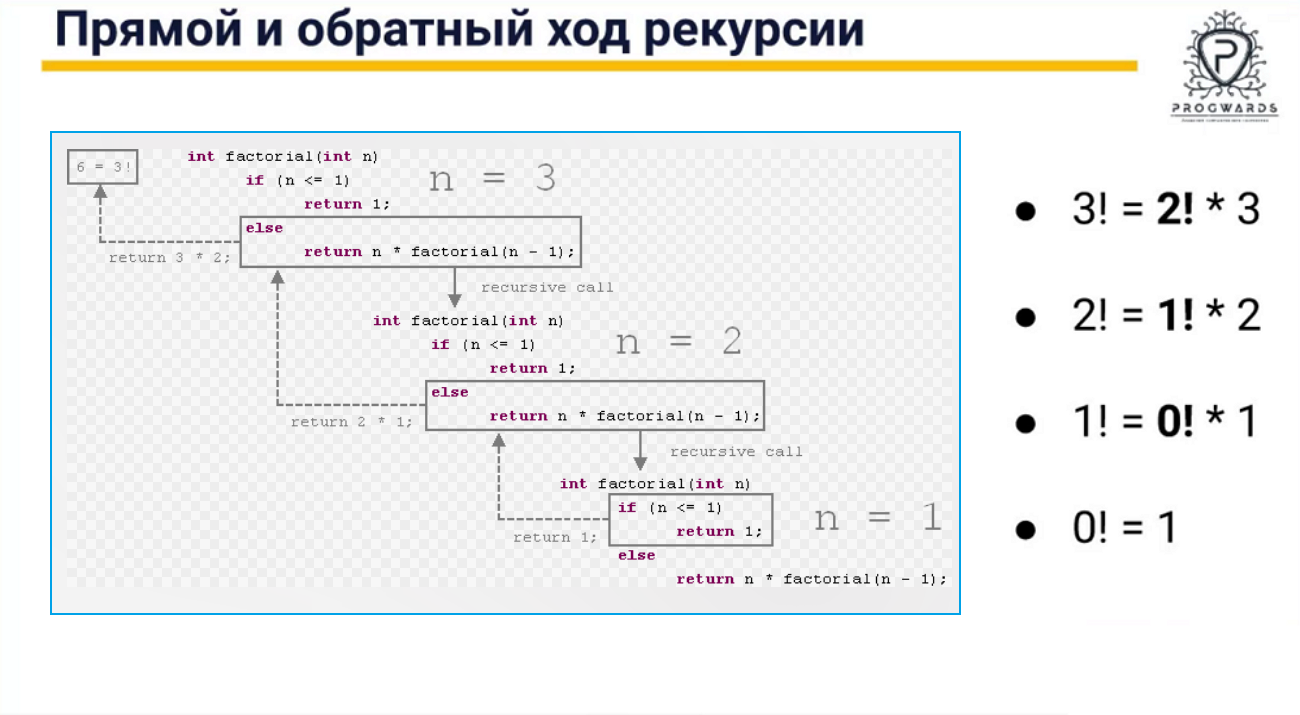 Прямой и обратный ход рекурсии
PROGWARDS
6 = 3!
int factorial(int n)
if (n <= 1)
return 1;
n = 3
else
return n * factorial(n - 1);
return 3 * 2;
recursive call
int factorial(int n)
if (n <= 1)
return 1;
n = 2
else
return n * factorial(n - 1);
return 2 * 1;
recursive call
int factorial(int n)
if (n <= 1)
return 1;
n = 1
return 1;
else
return n * factorial(n - 1);
● 3! = 2! * 3
● 2! = 1! * 2
● 1! = 0! * 1
● 0! = 1